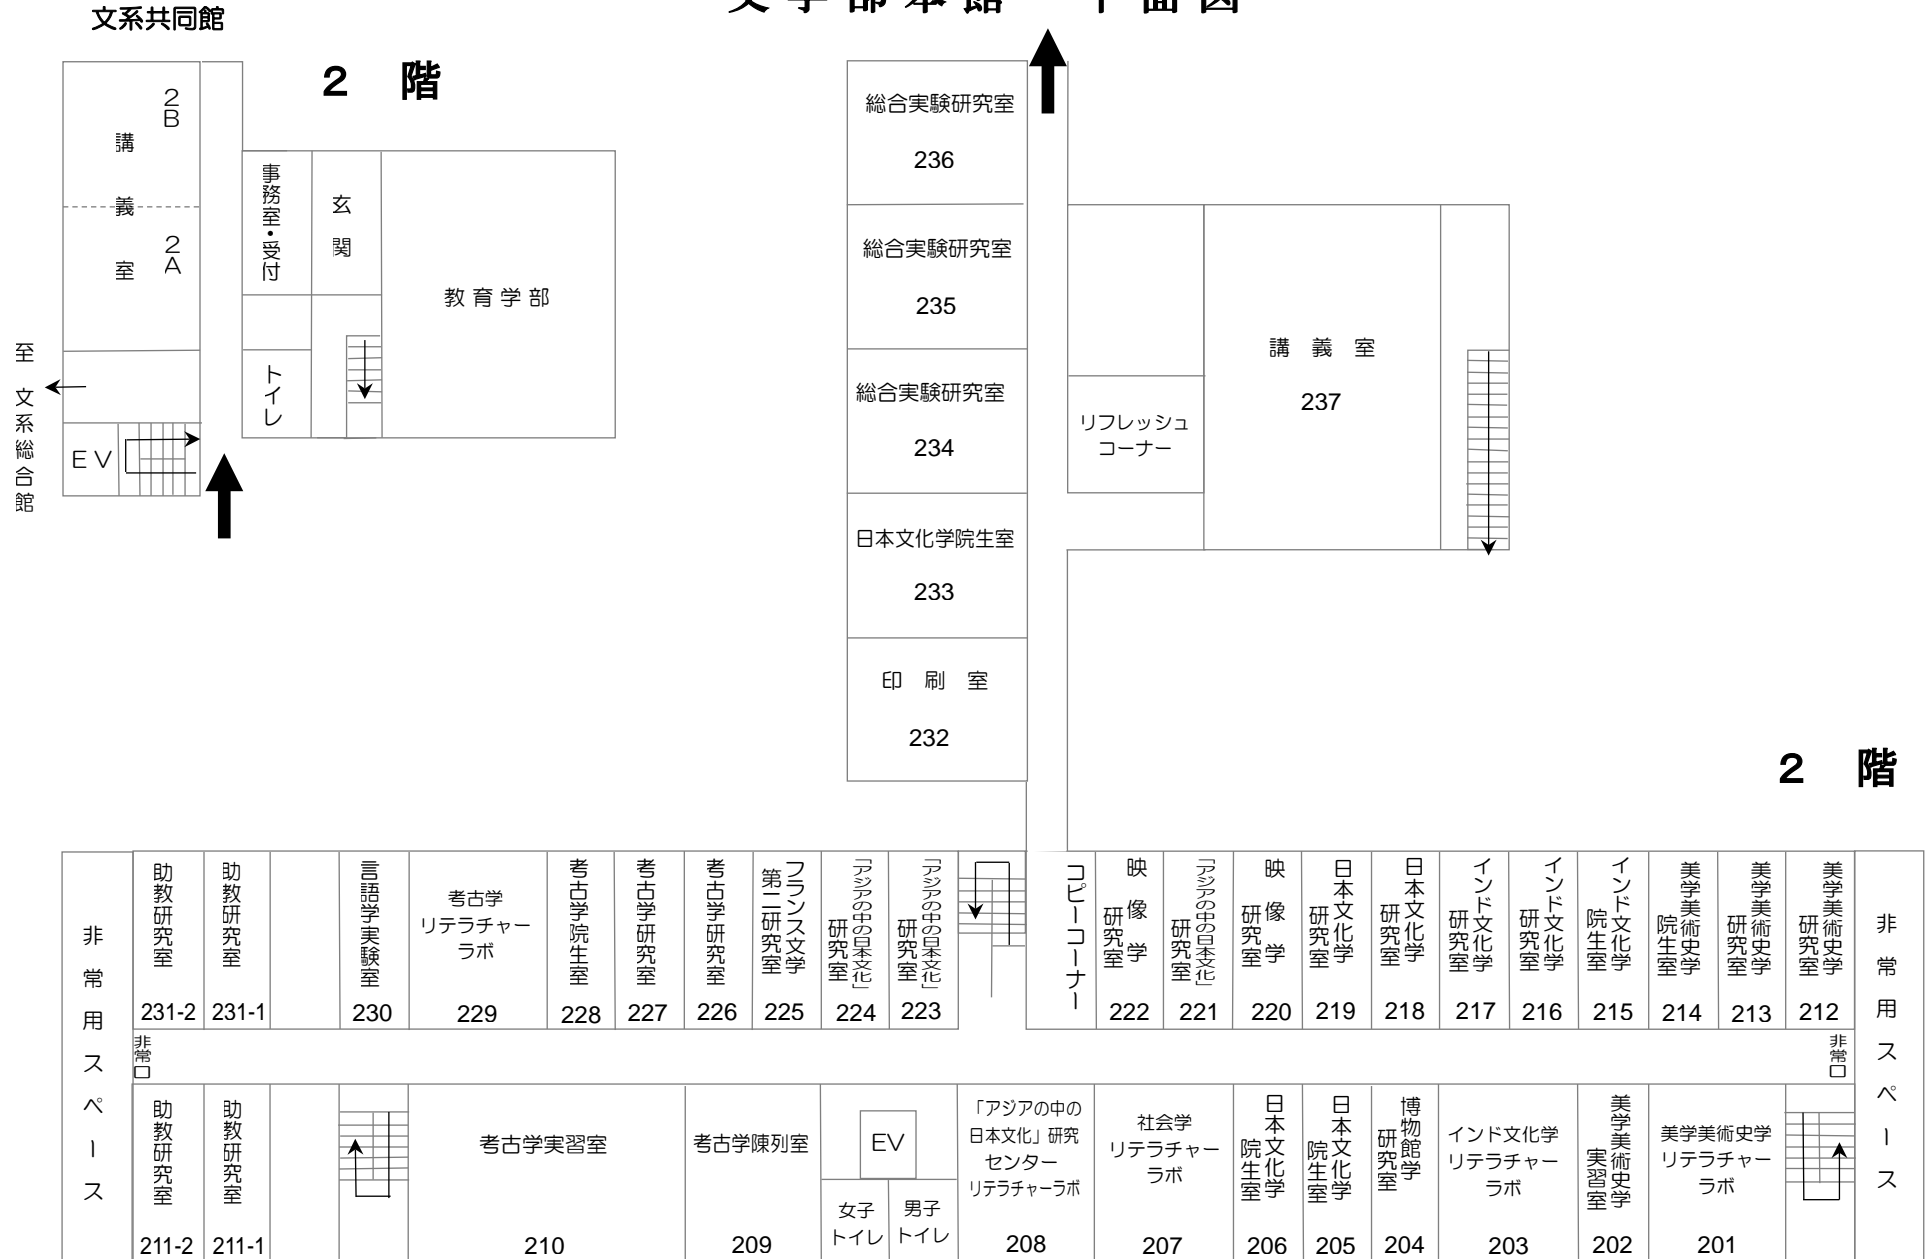 文系共同館
文学部本館 平面図
2 階
講義室
2B
2A
事務室・受付
玄関
教育学部
トイレ
至 文系総合館
EV
総合実験研究室
236
総合実験研究室
235
総合実験研究室
234
日本文化学院生室
233
印刷室
232
リフレッシュ
コーナー
講義室
237
2 階
非常用スペース
助教研究室
231-2
助教研究室
231-1
言語学実験室
230
考古学
リテラチャー
ラボ
229
考古学院生室
228
考古学研究室
227
考古学研究室
226
フランス文学
第二研究室
225
「アジアの中の日本文化」
研究室
224
「アジアの中の日本文化」
研究室
223
コピーコーナー
映像学
研究室
222
「アジアの中の日本文化」
研究室
221
映像学
研究室
220
日本文化学
研究室
219
日本文化学
研究室
218
インド文化学
研究室
217
インド文化学
研究室
216
インド文化学
院生室
215
美学美術史学
院生室
214
美学美術史学
研究室
213
美学美術史学
研究室
212
非常用スペース
非常口
非常口
助教研究室
211-2
助教研究室
211-1
考古学実習室
210
考古学陳列室
209
EV
女子
トイレ
男子
トイレ
「アジアの中の
日本文化」研究
センター
リテラチャーラボ
208
社会学
リテラチャー
ラボ
207
日本文化学
院生室
206
日本文化学
院生室
205
博物館学
研究室
204
インド文化学
リテラチャー
ラボ
203
美学美術史学
実習室
202
美学美術史学
リテラチャー
ラボ
201